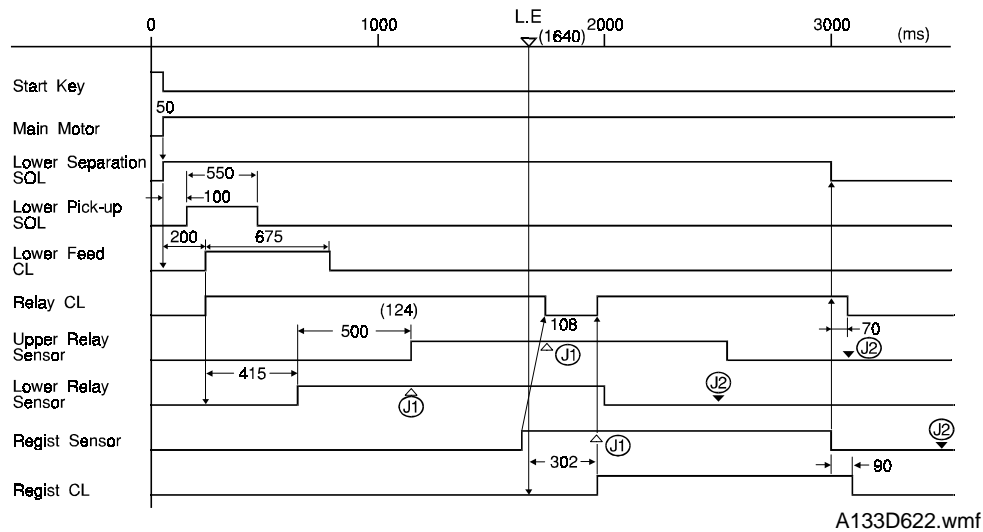 L.E
0 1000 (1640) 2000 3000 (ms)
Start Key
50
Main Motor
Lower Separation
SOL
550
100
Lower Pick-up
SOL
200 675
Lower Feed
CL
Relay CL
(124)
108
70
500
Upper Relay
Sensor
J1
J2
415
Lower Relay
Sensor
J1
J2
Regist Sensor
J1
J2
302
90
Regist CL
A133D622.wmf